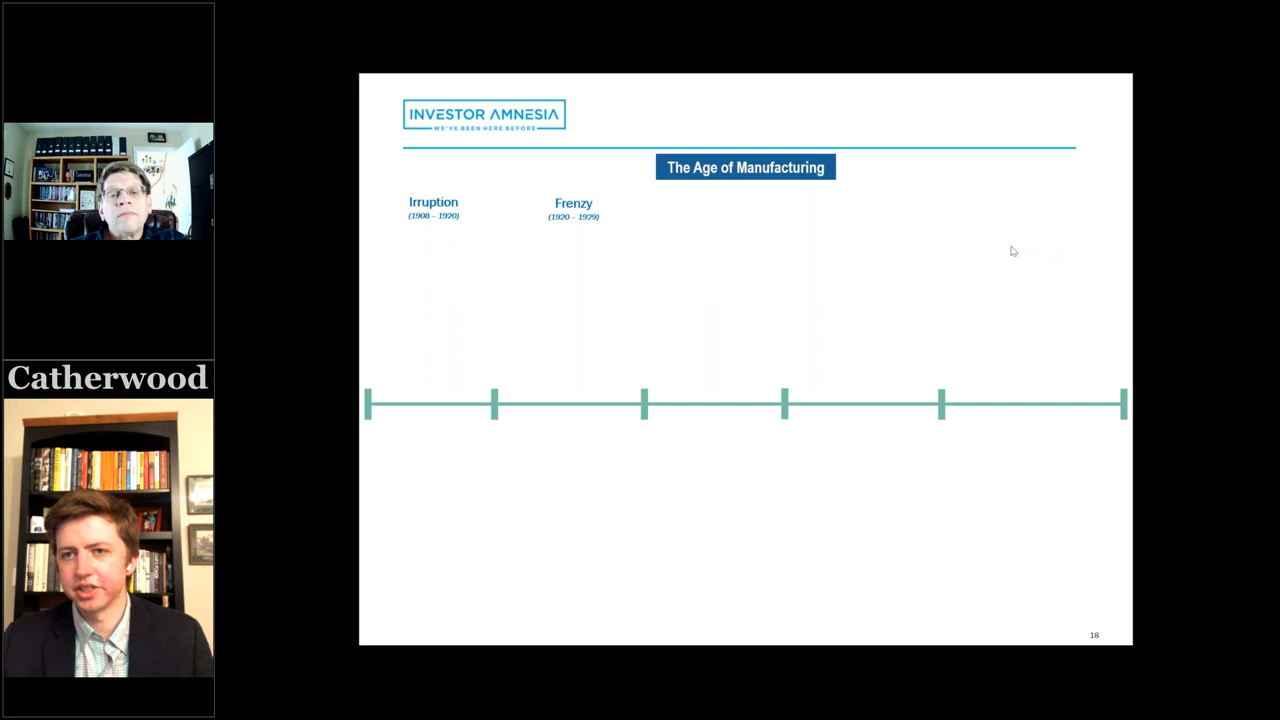 Catherwood
INVESTOR AMNESIA
WE'VE BEEN HERE BEFORE
The Age of Manufacturing
Irruption
(1908 – 1920)
Frenzy
(1920 – 1929)
18